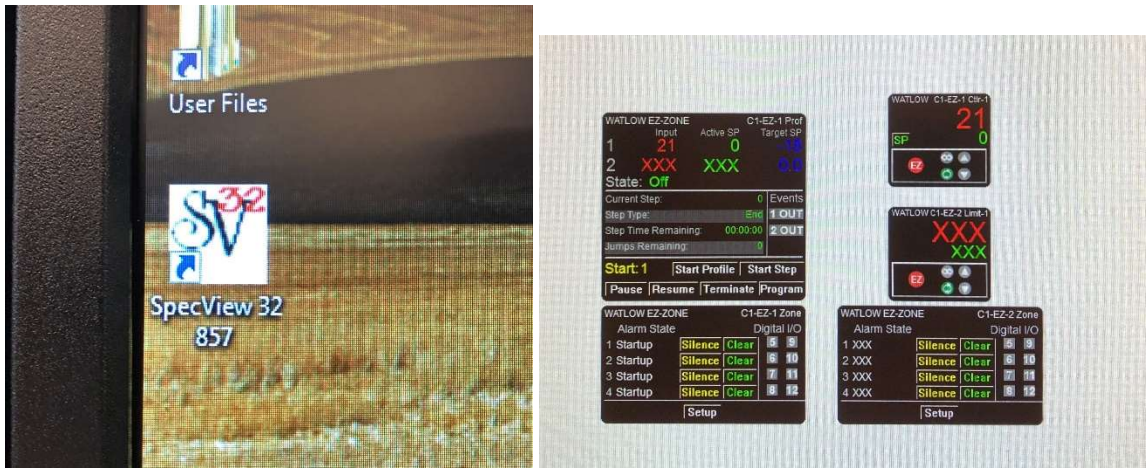 User Files
SV32
SpecView 32
857
WATLOW EZ-ZONE C1-EZ-1 Prof
Input Active SP Target SP
1 21 0 -18
2 XXX XXX 0.0
State: Off
Current Step: 0 Events
Step Type: End 1 OUT
Step Time Remaining: 00:00:00 2 OUT
Jumps Remaining: 0
Start: 1 Start Profile Start Step
Pause Resume Terminate Program
WATLOW EZ-ZONE C1-EZ-1 Zone
Alarm State Digital I/O
1 Startup Silence Clear 5 9
2 Startup Silence Clear 6 10
3 Startup Silence Clear 7 11
4 Startup Silence Clear 8 12
Setup
WATLOW C1-EZ-1 Ctlr-1
21
SP 0
EZ
WATLOW C1-EZ-2 Limit-1
XXX
XXX
EZ
WATLOW EZ-ZONE C1-EZ-2 Zone
Alarm State Digital I/O
1 XXX Silence Clear 5 9
2 XXX Silence Clear 6 10
3 XXX Silence Clear 7 11
4 XXX Silence Clear 8 12
Setup